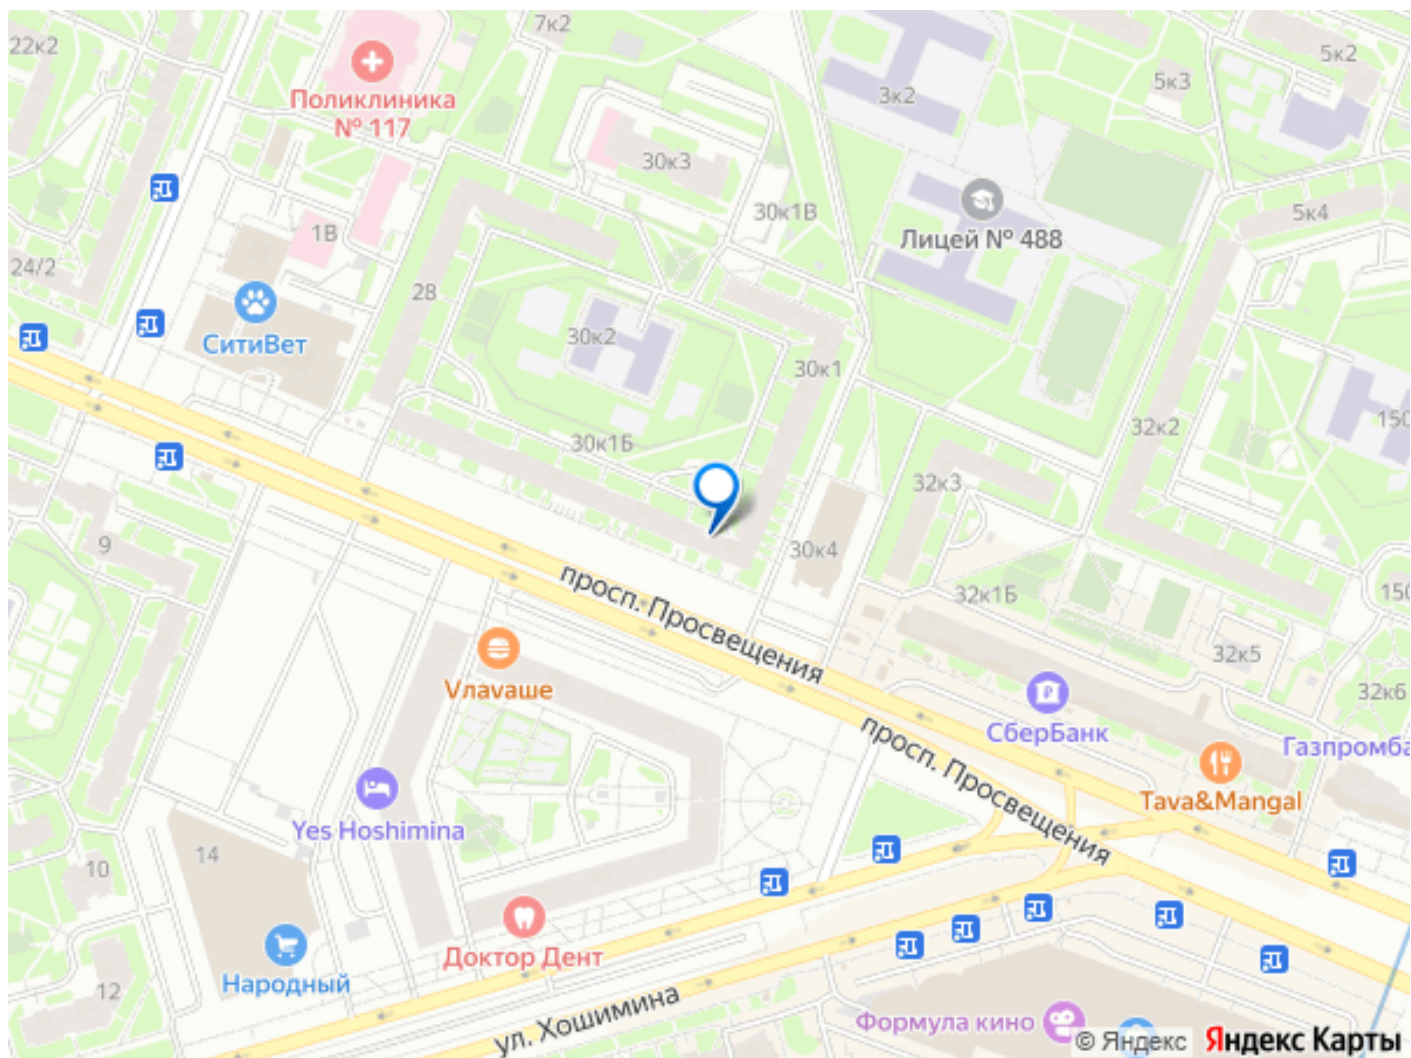 22к2
7к2
5к2
5к3
3к2
Поликлиника
№ 117
30к3
30к1В
5к4
1В
Лицей № 488
24/2
28
СитиВет
30к2
30к1
32к2
150
30к1Б
32к3
9
30к4
32к1Б
150
просп. Просвещения
32к5
32к6
Vлаvаше
СберБанк
Газпромба
просп. Просвещения
Tava&Mangal
Yes Hoshimina
14
10
Доктор Дент
Народный
12
ул. Хошимина
Формула кино
© Яндекс Яндекс Карты